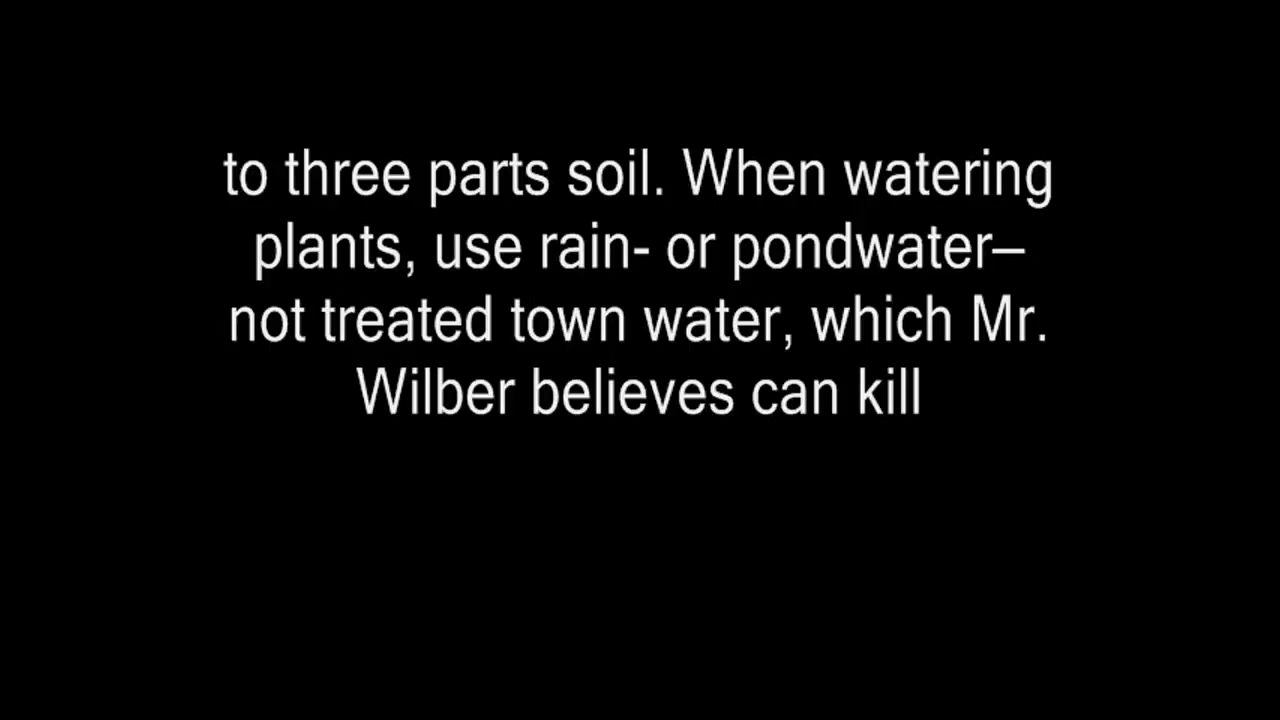 to three parts soil. When watering
plants, use rain- or pondwater—
not treated town water, which Mr.
Wilber believes can kill